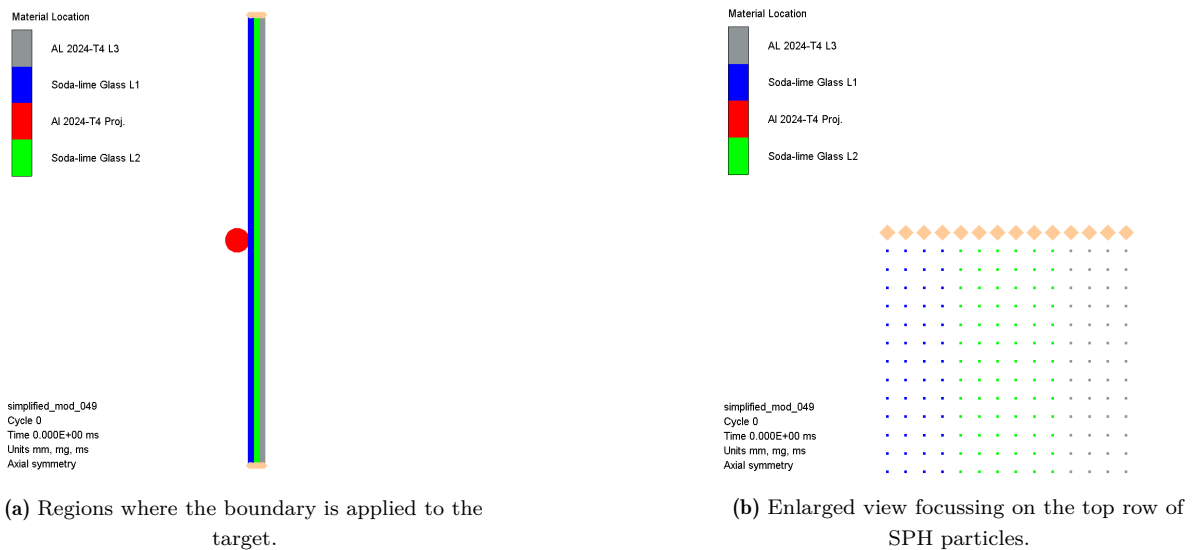 Material Location
AL 2024-T4 L3
Soda-lime Glass L1
Al 2024-T4 Proj.
Soda-lime Glass L2
simplified_mod_049
Cycle 0
Time 0.000E+00 ms
Units mm, mg, ms
Axial symmetry
(a) Regions where the boundary is applied to the
target.
Material Location
AL 2024-T4 L3
Soda-lime Glass L1
Al 2024-T4 Proj.
Soda-lime Glass L2
simplified_mod_049
Cycle 0
Time 0.000E+00 ms
Units mm, mg, ms
Axial symmetry
(b) Enlarged view focussing on the top row of
SPH particles.